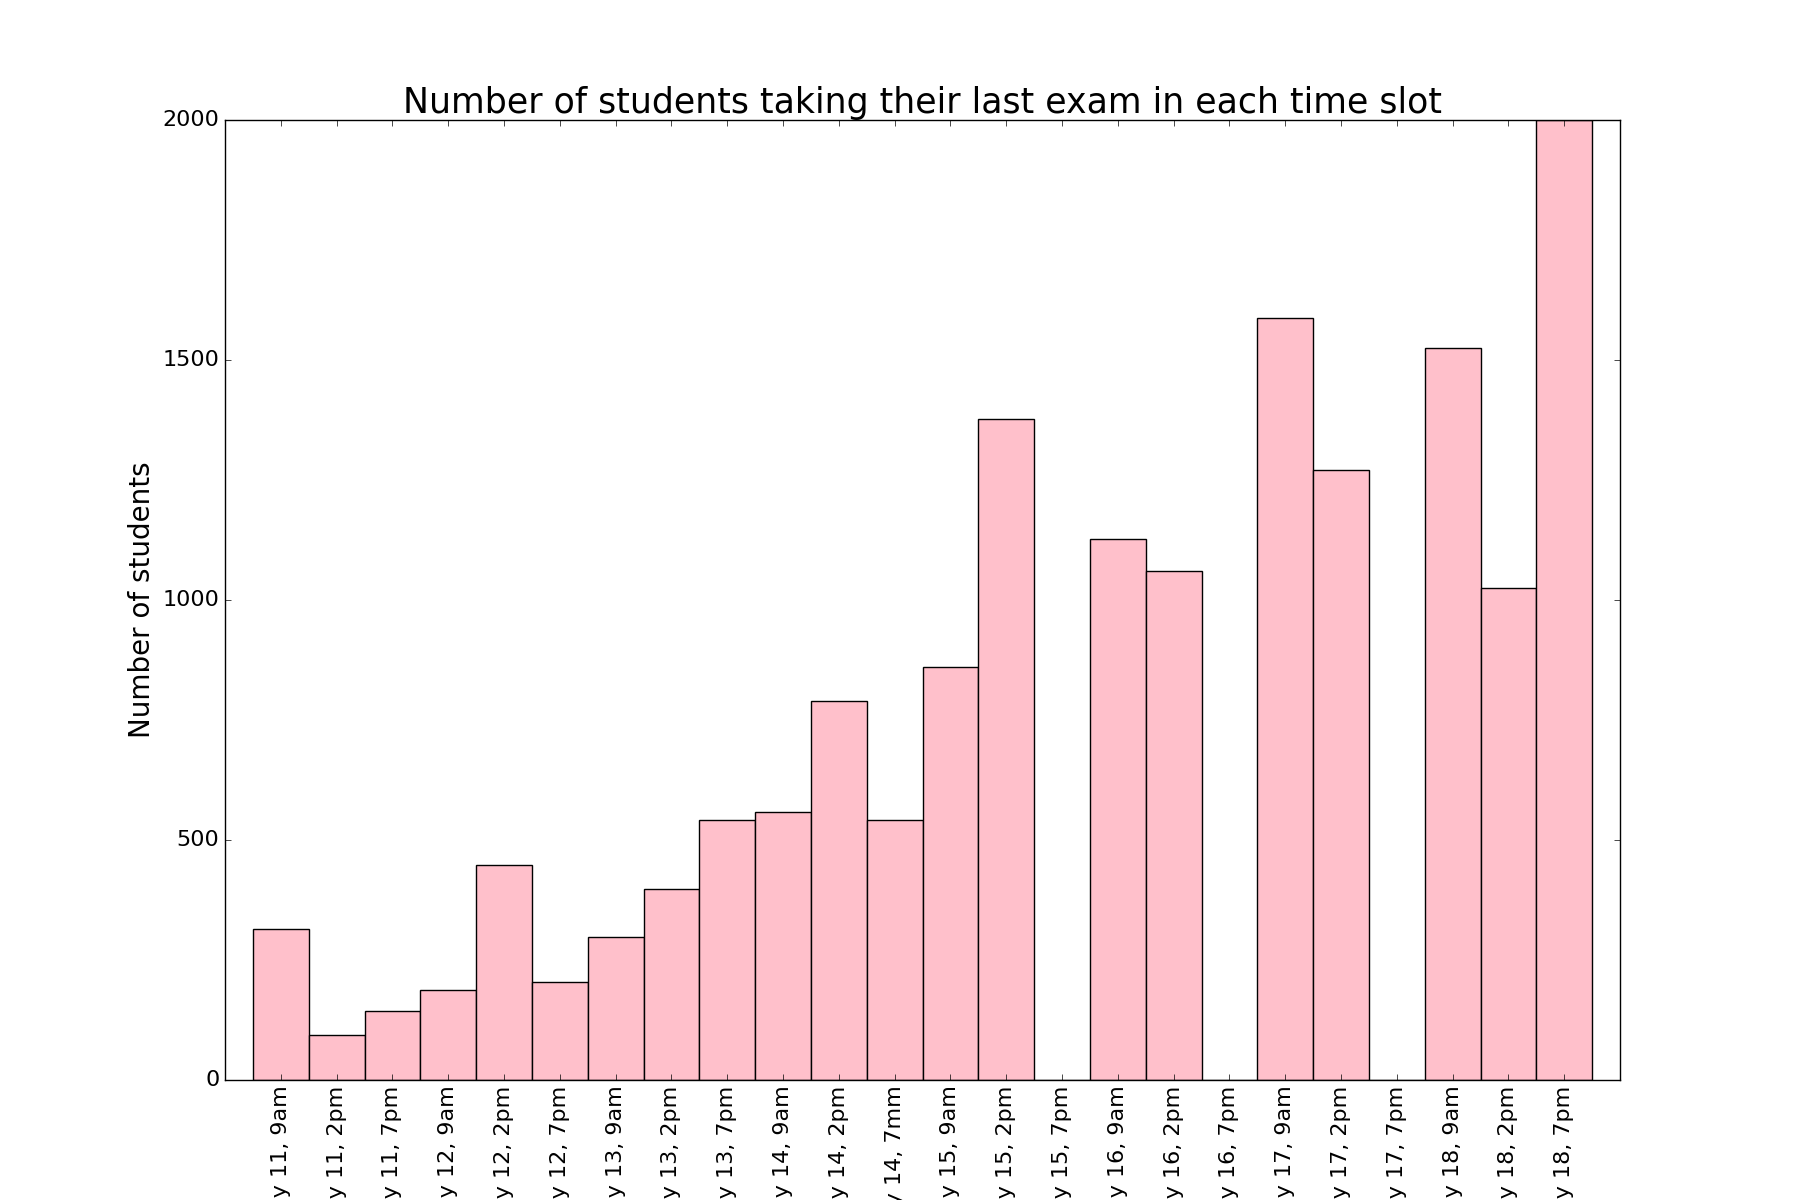 Number of students taking their last exam in each time slot
Number of students
2000
1500
1000
500
0
y 11, 9am
y 11, 2pm
y 11, 7pm
y 12, 9am
y 12, 2pm
y 12, 7pm
y 13, 9am
y 13, 2pm
y 13, 7pm
y 14, 9am
y 14, 2pm
y 14, 7mm
y 15, 9am
y 15, 2pm
y 15, 7pm
y 16, 9am
y 16, 2pm
y 16, 7pm
y 17, 9am
y 17, 2pm
y 17, 7pm
y 18, 9am
y 18, 2pm
y 18, 7pm